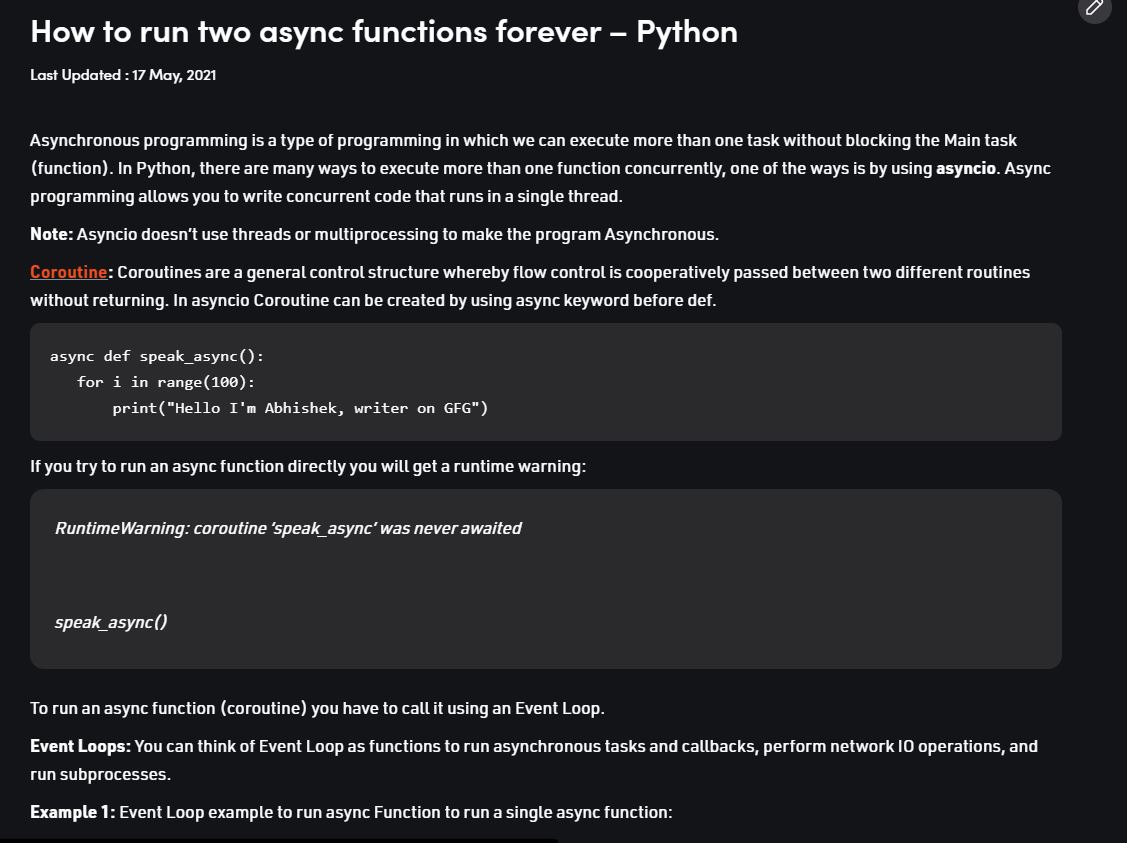 How to run two async functions forever – Python
Last Updated : 17 May, 2021
Asynchronous programming is a type of programming in which we can execute more than one task without blocking the Main task
(function). In Python, there are many ways to execute more than one function concurrently, one of the ways is by using asyncio. Async
programming allows you to write concurrent code that runs in a single thread.
Note: Asyncio doesn’t use threads or multiprocessing to make the program Asynchronous.
Coroutine: Coroutines are a general control structure whereby flow control is cooperatively passed between two different routines
without returning. In asyncio Coroutine can be created by using async keyword before def.
async def speak_async():
   for i in range(100):
       print("Hello I'm Abhishek, writer on GFG")
If you try to run an async function directly you will get a runtime warning:
RuntimeWarning: coroutine ‘speak_async’ was never awaited
speak_async()
To run an async function (coroutine) you have to call it using an Event Loop.
Event Loops: You can think of Event Loop as functions to run asynchronous tasks and callbacks, perform network IO operations, and
run subprocesses.
Example 1: Event Loop example to run async Function to run a single async function: